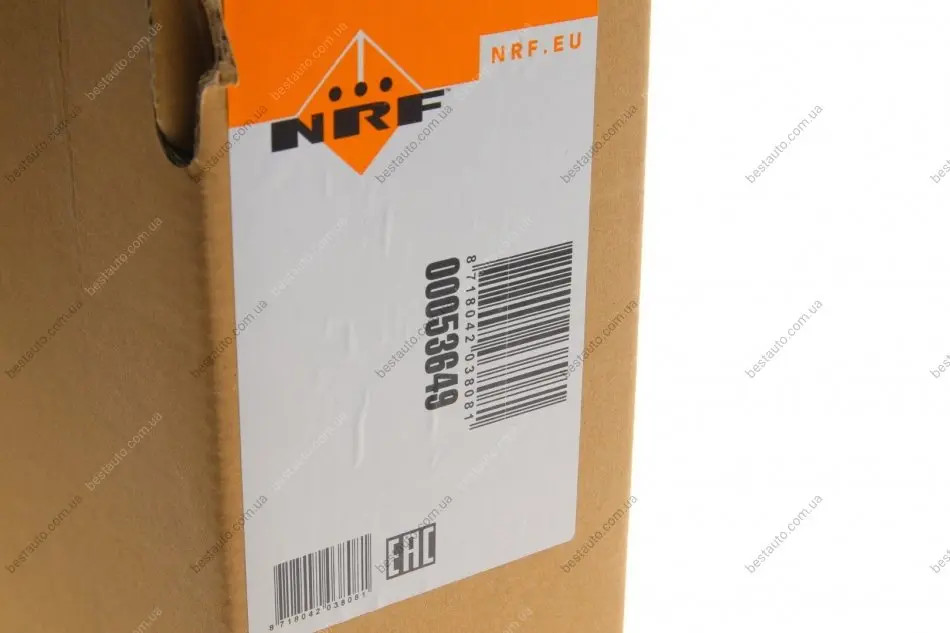 NRF.EU
NRF
00053649
8 718042 038081
EAC
8 718042 038081
bestauto.com.ua